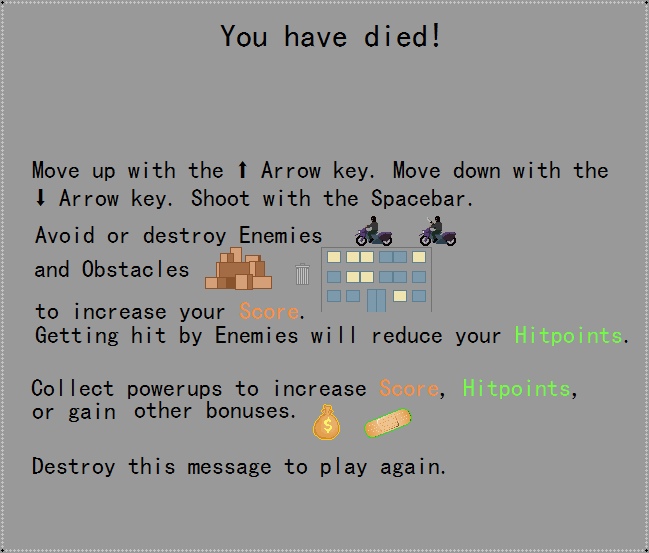 You have died!
Move up with the ⬆ Arrow key. Move down with the
⬇ Arrow key. Shoot with the Spacebar.
Avoid or destroy Enemies
and Obstacles
to increase your Score.
Getting hit by Enemies will reduce your Hitpoints.
Collect powerups to increase Score, Hitpoints,
or gain other bonuses.
$
Destroy this message to play again.